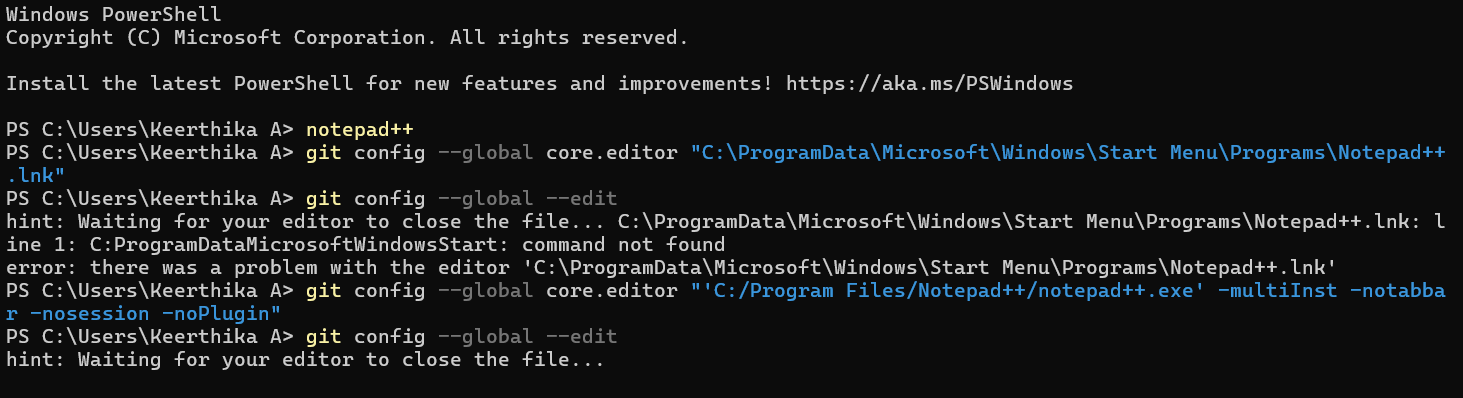 Windows PowerShell
Copyright (C) Microsoft Corporation. All rights reserved.
Install the latest PowerShell for new features and improvements! https://aka.ms/PSWindows
PS C:\Users\Keerthika A> notepad++
PS C:\Users\Keerthika A> git config --global core.editor "C:\ProgramData\Microsoft\Windows\Start Menu\Programs\Notepad++
.lnk"
PS C:\Users\Keerthika A> git config --global --edit
hint: Waiting for your editor to close the file... C:\ProgramData\Microsoft\Windows\Start Menu\Programs\Notepad++.lnk: l
ine 1: C:ProgramDataMicrosoftWindowsStart: command not found
error: there was a problem with the editor 'C:\ProgramData\Microsoft\Windows\Start Menu\Programs\Notepad++.lnk'
PS C:\Users\Keerthika A> git config --global core.editor "'C:/Program Files/Notepad++/notepad++.exe' -multiInst -notabba
r -nosession -noPlugin"
PS C:\Users\Keerthika A> git config --global --edit
hint: Waiting for your editor to close the file...